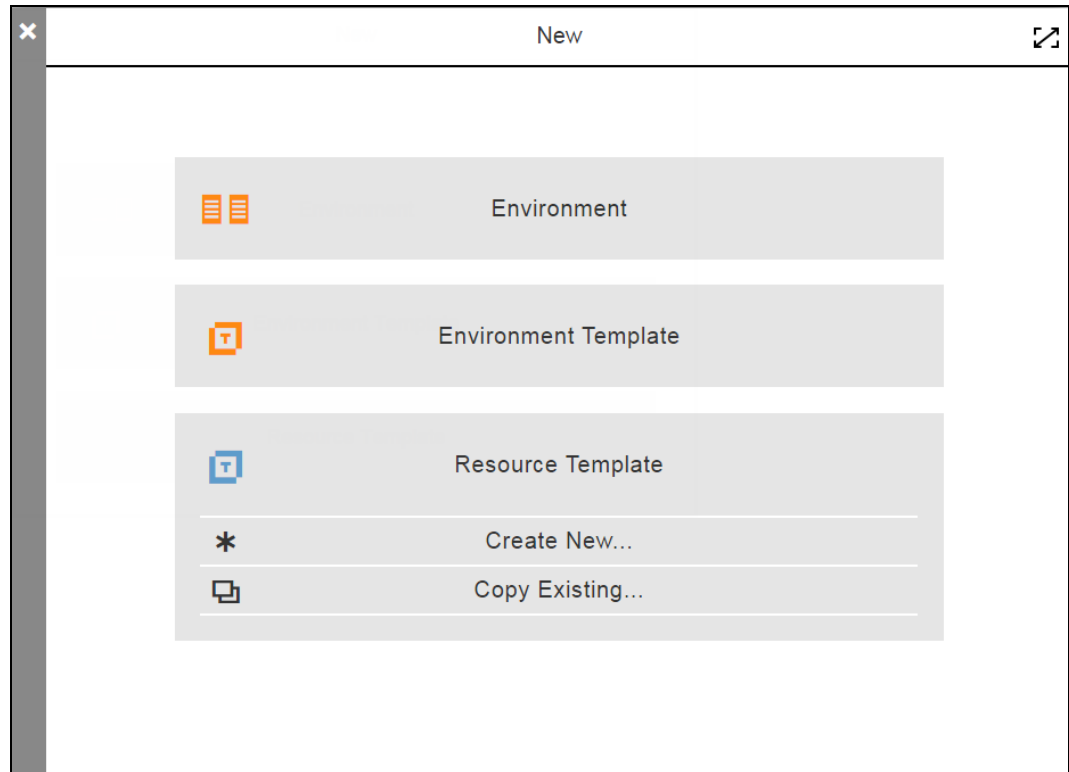 New
Environment
Environment Template
Resource Template
Create New...
Copy Existing...